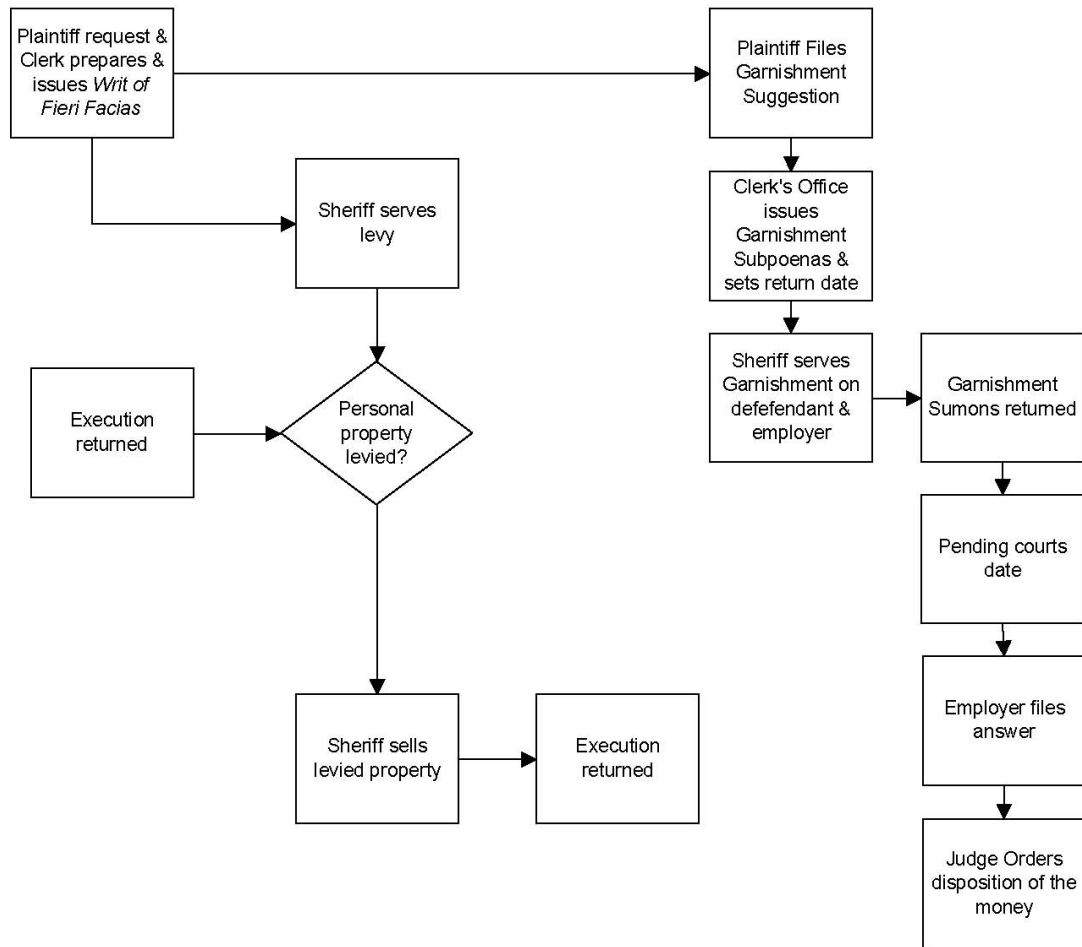 Plaintiff request &
Clerk prepares &
issues Writ of
Fieri Facias
Plaintiff Files
Garnishment
Suggestion
Sheriff serves
levy
Clerk's Office
issues
Garnishment
Subpoenas &
sets return date
Execution
returned
Personal
property
levied?
Sheriff serves
Garnishment on
defefendant &
employer
Garnishment
Sumons returned
Pending courts
date
Sheriff sells
levied property
Execution
returned
Employer files
answer
Judge Orders
disposition of the
money